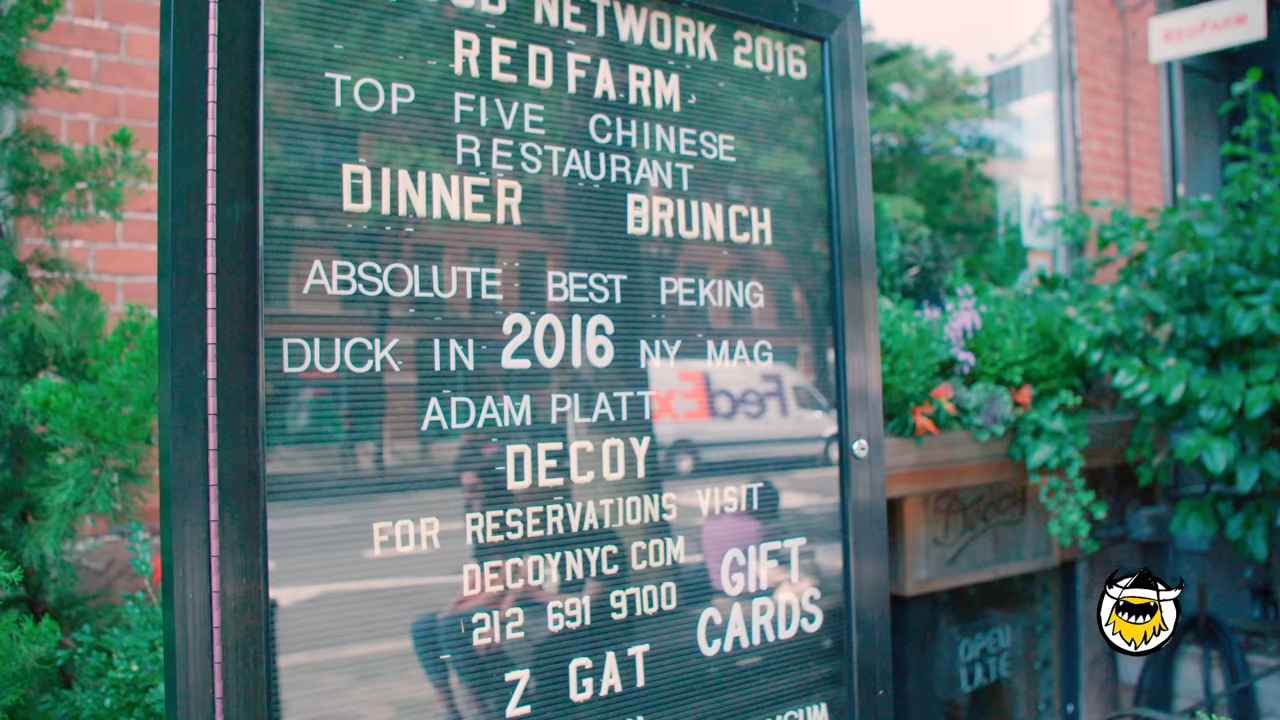 NETWORK 2016
REDFARM
TOP FIVE CHINESE
RESTAURANT
DINNER BRUNCH
ABSOLUTE BEST PEKING
DUCK IN 2016 NY MAG
ADAM PLATT
DECOY
FOR RESERVATIONS VISIT
DECOYNYC COM
212 691 9700
GIFT
CARDS
Z GAT
FedEx
REDFARM
Decoy
OPEN
LATE